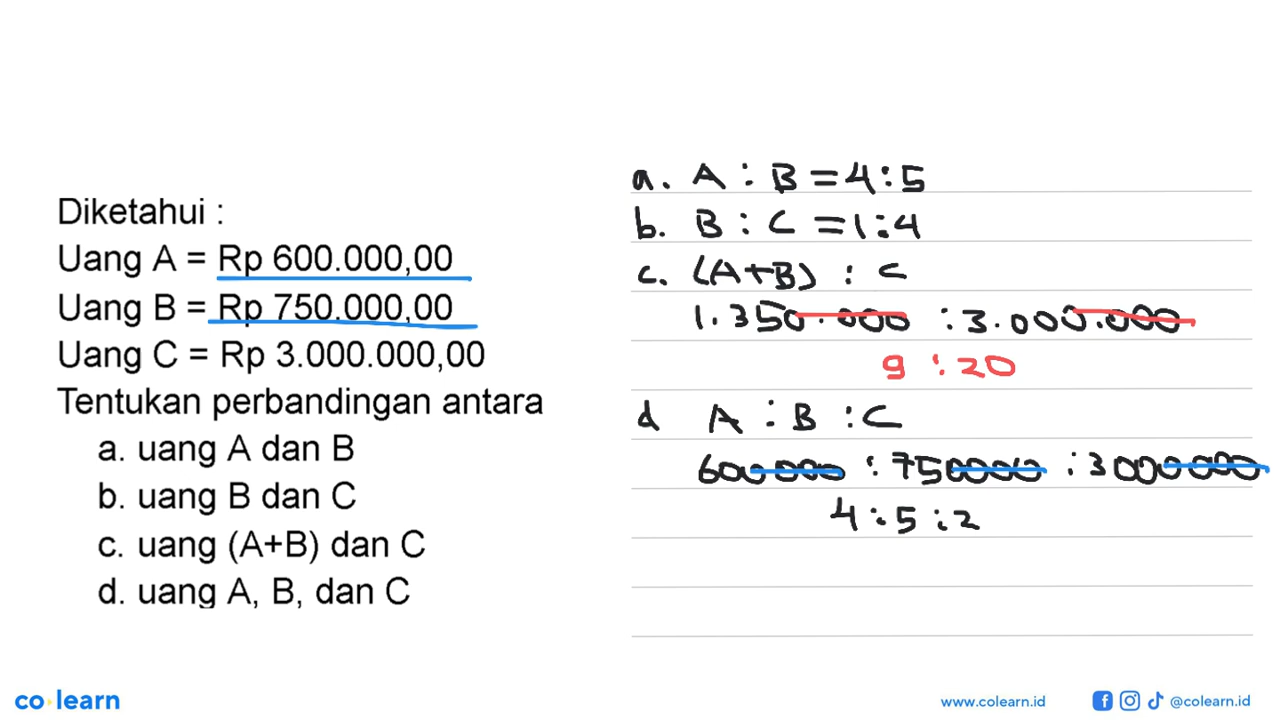 Diketahui :
Uang A = Rp 600.000,00
Uang B = Rp 750.000,00
Uang C = Rp 3.000.000,00
Tentukan perbandingan antara
a. uang A dan B
b. uang B dan C
c. uang (A+B) dan C
d. uang A, B, dan C
a. A : B = 4:5
b. B : C = 1:4
c. (A+B) : C
1.350.000 : 3.000.000
9 : 20
d A : B : C
600000 : 750000 : 3000000
4 : 5 : 2
co learn
www.colearn.id
@colearn.id